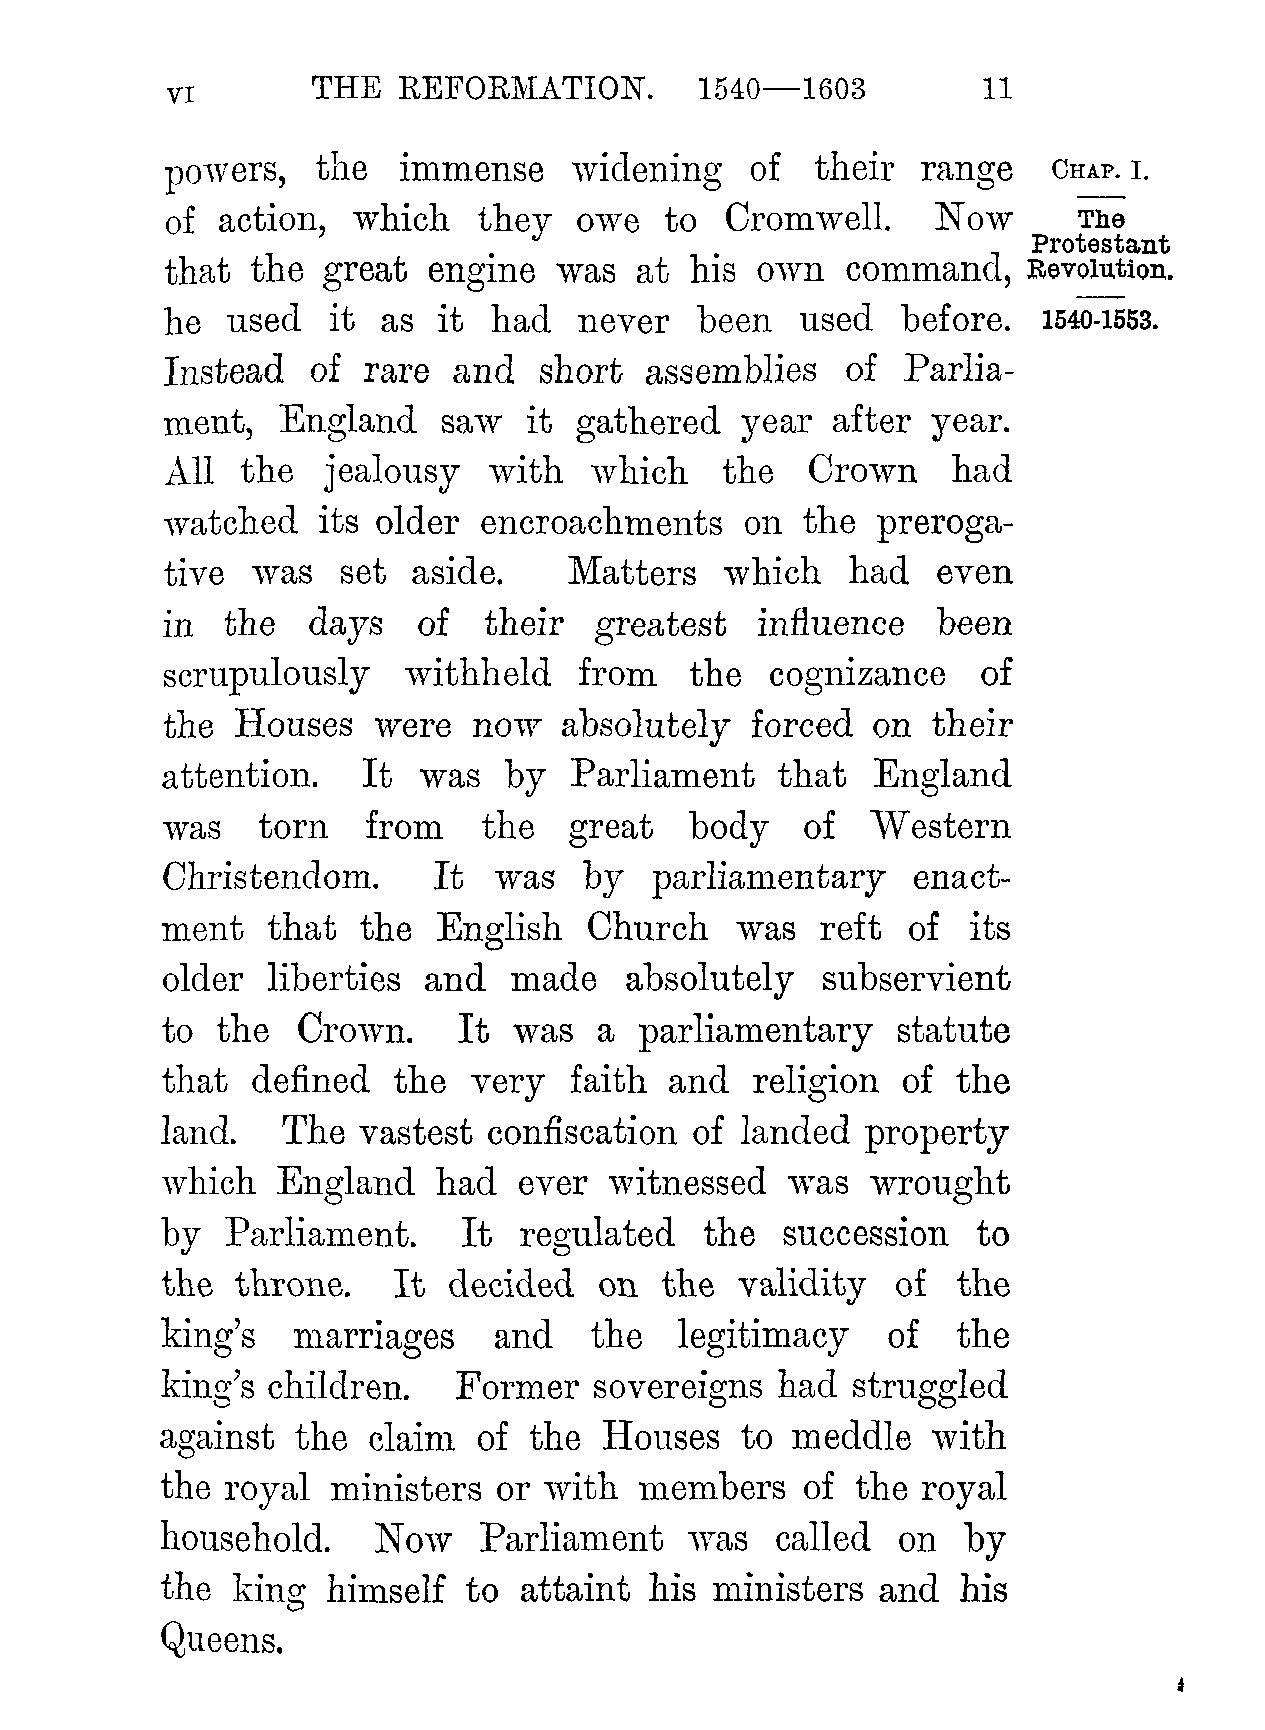 VI THE REFORMATION. 1540—1603 11
powers, the immense widening of their range
of action, which they owe to Cromwell. Now
that the great engine was at his own command,
he used it as it had never been used before.
Instead of rare and short assemblies of Parlia-
ment, England saw it gathered year after year.
All the jealousy with which the Crown had
watched its older encroachments on the preroga-
tive was set aside. Matters which had even
in the days of their greatest influence been
scrupulously withheld from the cognizance of
the Houses were now absolutely forced on their
attention. It was by Parliament that England
was torn from the great body of Western
Christendom. It was by parliamentary enact-
ment that the English Church was reft of its
older liberties and made absolutely subservient
to the Crown. It was a parliamentary statute
that defined the very faith and religion of the
land. The vastest confiscation of landed property
which England had ever witnessed was wrought
by Parliament. It regulated the succession to
the throne. It decided on the validity of the
king's marriages and the legitimacy of the
king's children. Former sovereigns had struggled
against the claim of the Houses to meddle with
the royal ministers or with members of the royal
household. Now Parliament was called on by
the king himself to attaint his ministers and his
Queens.
CHAP. I.
The
Protestant
Revolution.
1540-1553.